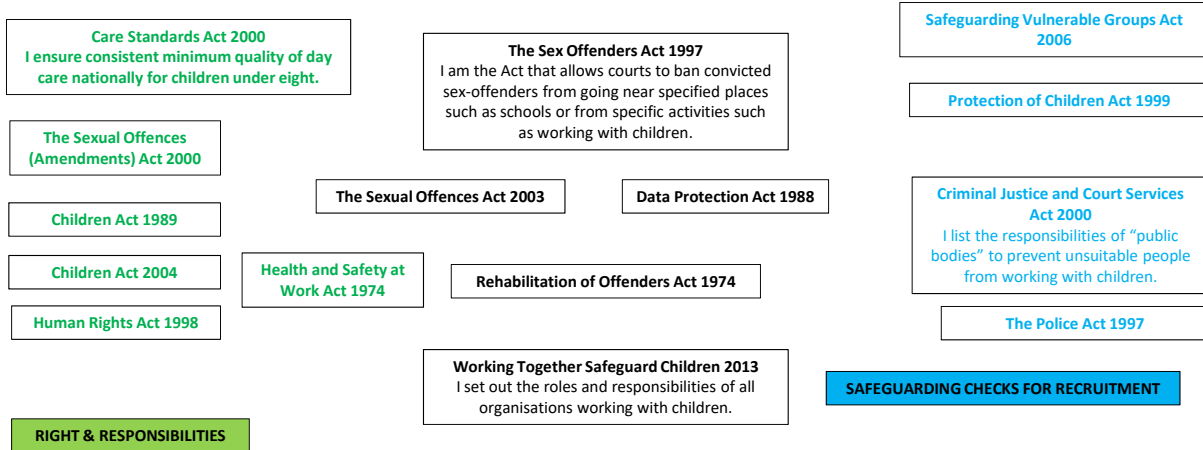 Care Standards Act 2000
I ensure consistent minimum quality of day
care nationally for children under eight.
The Sexual Offences
(Amendments) Act 2000
Children Act 1989
Children Act 2004
Human Rights Act 1998
Health and Safety at
Work Act 1974
RIGHT & RESPONSIBILITIES
The Sex Offenders Act 1997
I am the Act that allows courts to ban convicted
sex-offenders from going near specified places
such as schools or from specific activities such
as working with children.
The Sexual Offences Act 2003
Data Protection Act 1988
Rehabilitation of Offenders Act 1974
Working Together Safeguard Children 2013
I set out the roles and responsibilities of all
organisations working with children.
Safeguarding Vulnerable Groups Act
2006
Protection of Children Act 1999
Criminal Justice and Court Services
Act 2000
I list the responsibilities of “public
bodies” to prevent unsuitable people
from working with children.
The Police Act 1997
SAFEGUARDING CHECKS FOR RECRUITMENT